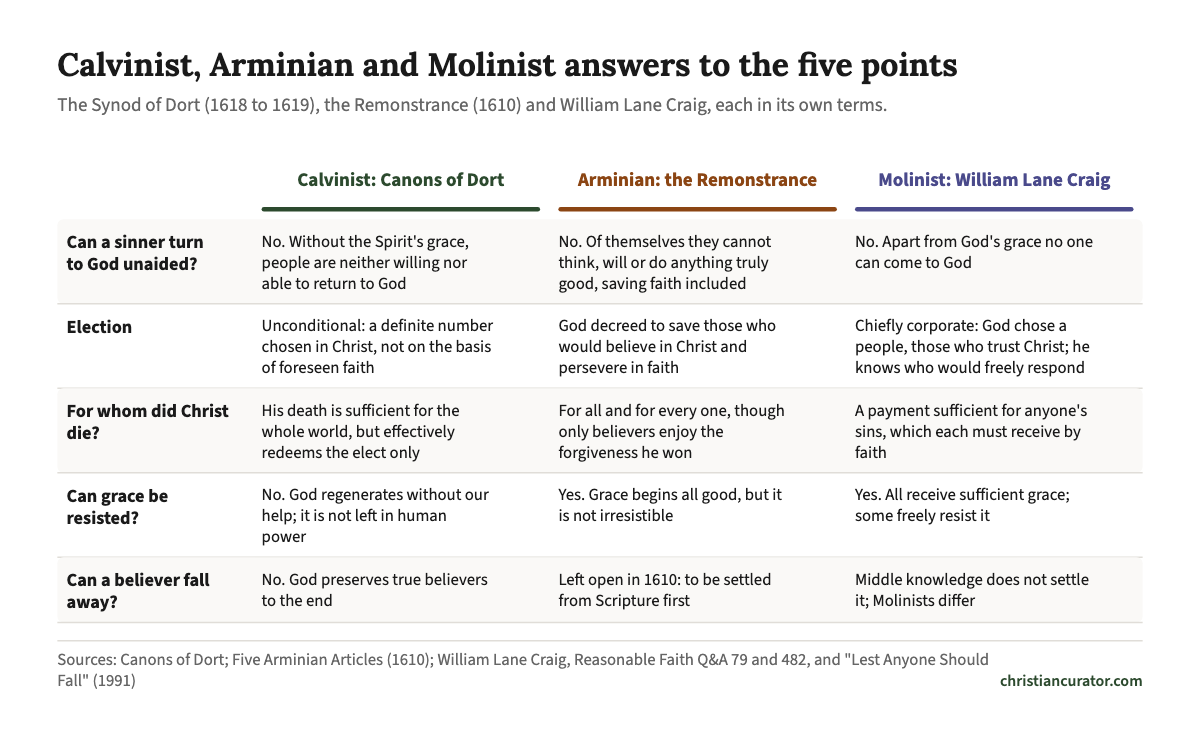 Calvinist, Arminian and Molinist answers to the five points
The Synod of Dort (1618 to 1619), the Remonstrance (1610) and William Lane Craig, each in its own terms.
Calvinist: Canons of Dort
Arminian: the Remonstrance
Molinist: William Lane Craig
Can a sinner turn
to God unaided?
No. Without the Spirit's grace,
people are neither willing nor
able to return to God
No. Of themselves they cannot
think, will or do anything truly
good, saving faith included
No. Apart from God's grace no one
can come to God
Election
Unconditional: a definite number
chosen in Christ, not on the basis
of foreseen faith
God decreed to save those who
would believe in Christ and
persevere in faith
Chiefly corporate: God chose a
people, those who trust Christ; he
knows who would freely respond
For whom did Christ
die?
His death is sufficient for the
whole world, but effectively
redeems the elect only
For all and for every one, though
only believers enjoy the
forgiveness he won
A payment sufficient for anyone's
sins, which each must receive by
faith
Can grace be
resisted?
No. God regenerates without our
help; it is not left in human
power
Yes. Grace begins all good, but it
is not irresistible
Yes. All receive sufficient grace;
some freely resist it
Can a believer fall
away?
No. God preserves true believers
to the end
Left open in 1610: to be settled
from Scripture first
Middle knowledge does not settle
it; Molinists differ
Sources: Canons of Dort; Five Arminian Articles (1610); William Lane Craig, Reasonable Faith Q&A 79 and 482, and "Lest Anyone Should
Fall" (1991)
christiancurator.com